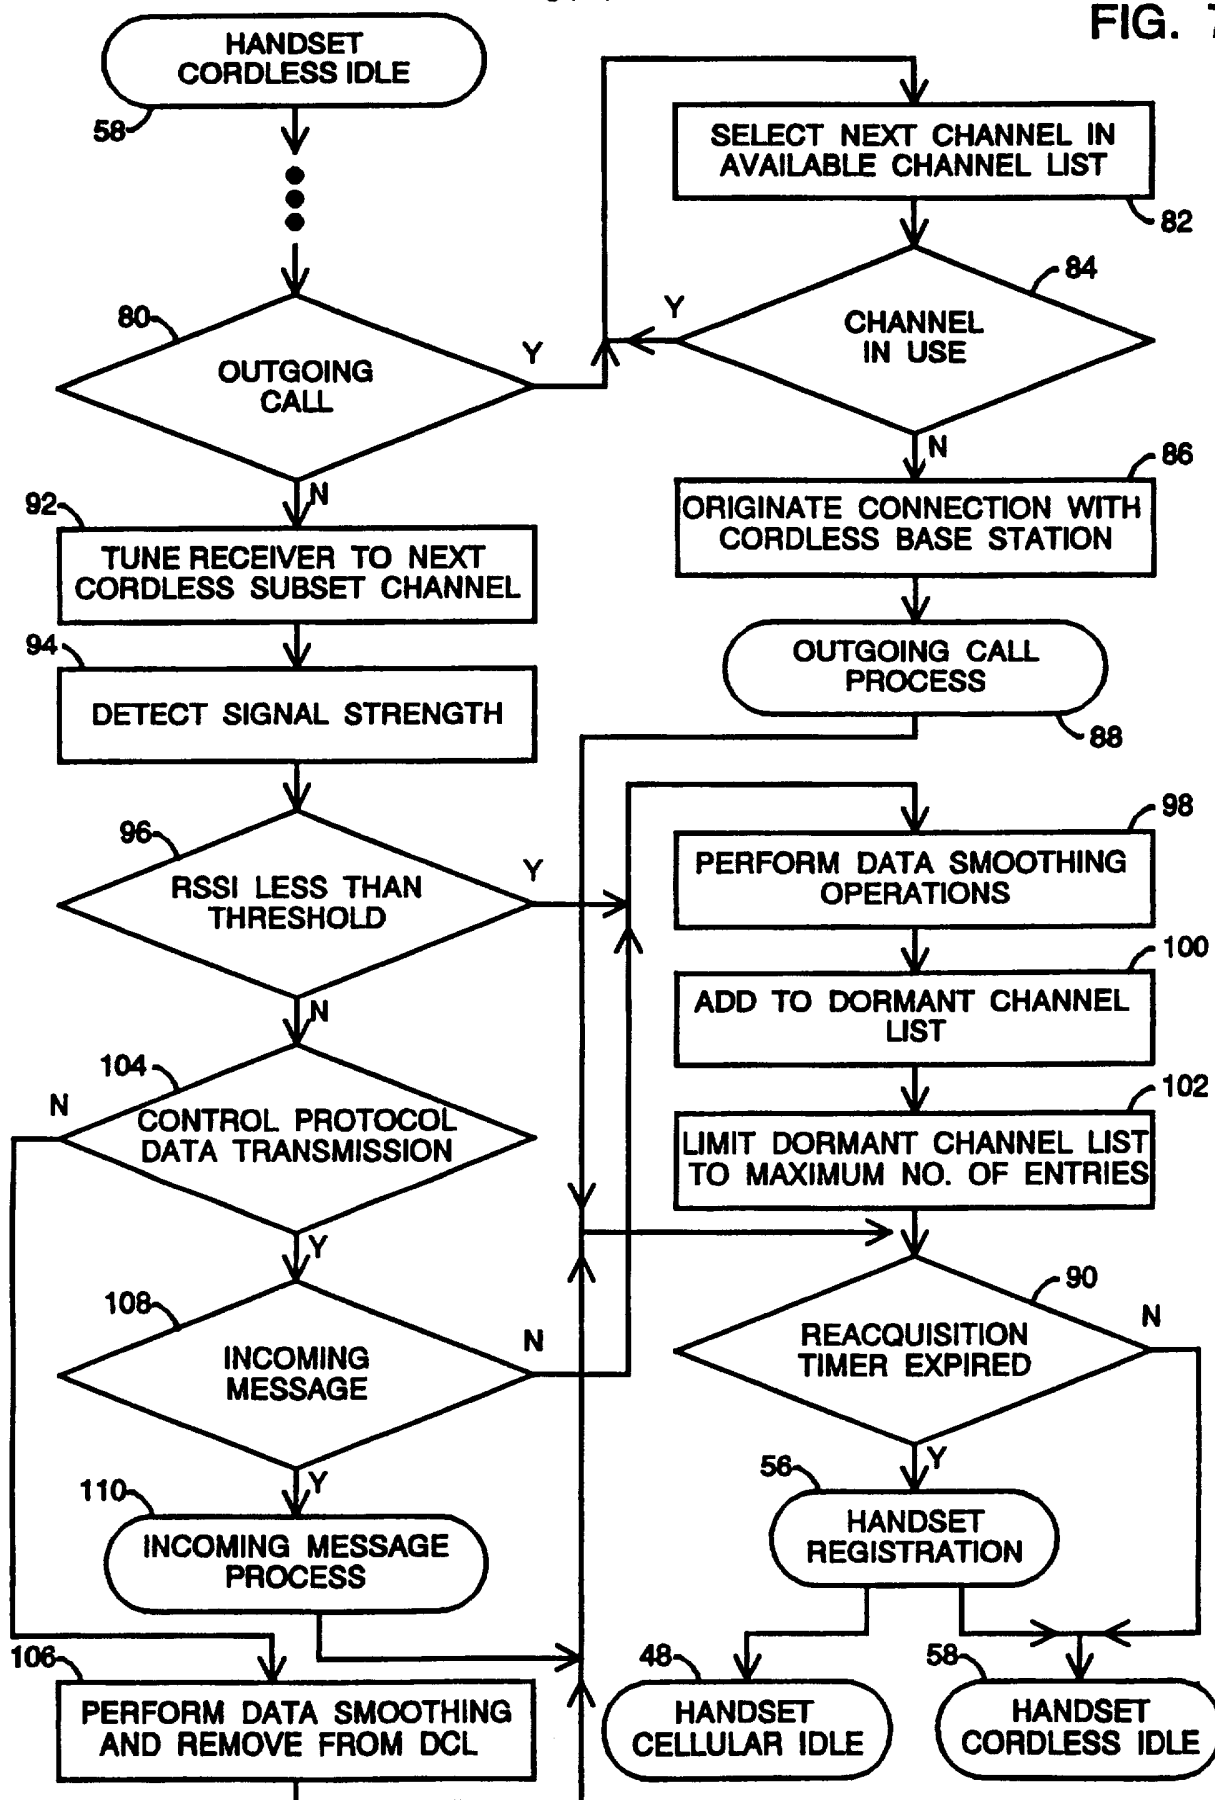 FIG. 7
HANDSET
CORDLESS IDLE
58
SELECT NEXT CHANNEL IN
AVAILABLE CHANNEL LIST
82
84
CHANNEL
IN USE
Y
N
80
OUTGOING
CALL
Y
N
86
ORIGINATE CONNECTION WITH
CORDLESS BASE STATION
92
TUNE RECEIVER TO NEXT
CORDLESS SUBSET CHANNEL
OUTGOING CALL
PROCESS
88
94
DETECT SIGNAL STRENGTH
96
RSSI LESS THAN
THRESHOLD
Y
N
98
PERFORM DATA SMOOTHING
OPERATIONS
100
ADD TO DORMANT CHANNEL
LIST
102
LIMIT DORMANT CHANNEL LIST
TO MAXIMUM NO. OF ENTRIES
104
N
CONTROL PROTOCOL
DATA TRANSMISSION
Y
108
INCOMING
MESSAGE
N
Y
90
REACQUISITION
TIMER EXPIRED
N
Y
110
INCOMING MESSAGE
PROCESS
56
HANDSET
REGISTRATION
106
PERFORM DATA SMOOTHING
AND REMOVE FROM DCL
48
HANDSET
CELLULAR IDLE
58
HANDSET
CORDLESS IDLE